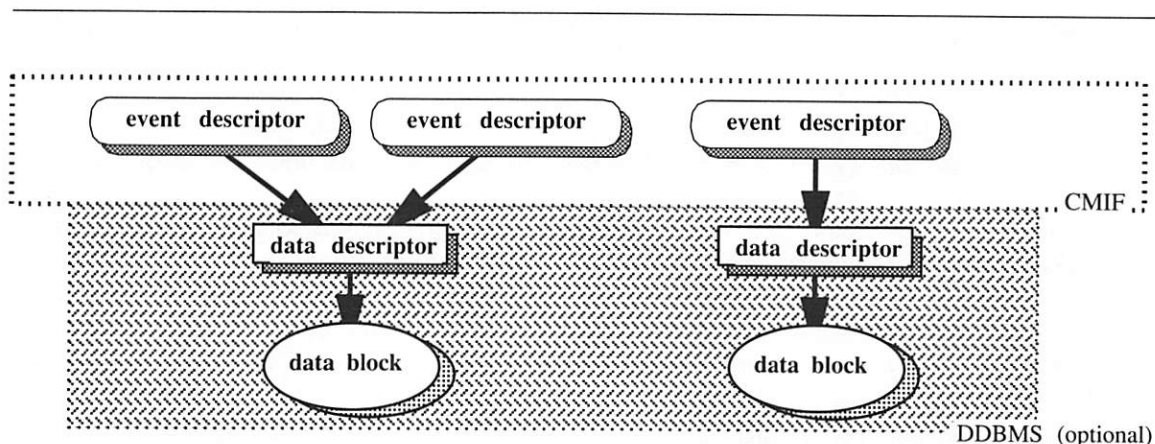 event descriptor
event descriptor
event descriptor
CMIF
data descriptor
data descriptor
data block
data block
DDBMS (optional)